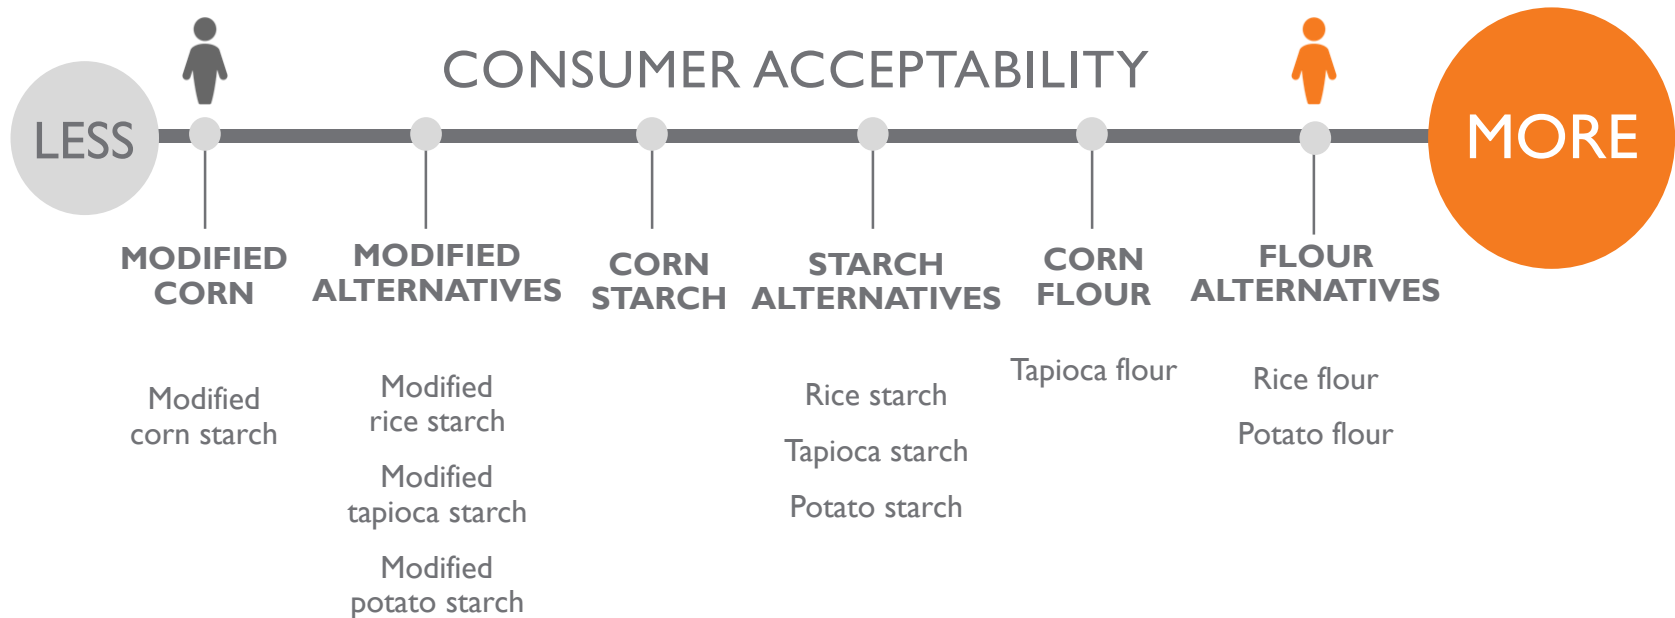 CONSUMER ACCEPTABILITY
LESS
MORE
MODIFIED
CORN
Modified
corn starch
MODIFIED
ALTERNATIVES
Modified
rice starch
Modified
tapioca starch
Modified
potato starch
CORN
STARCH
STARCH
ALTERNATIVES
Rice starch
Tapioca starch
Potato starch
CORN
FLOUR
Tapioca flour
FLOUR
ALTERNATIVES
Rice flour
Potato flour